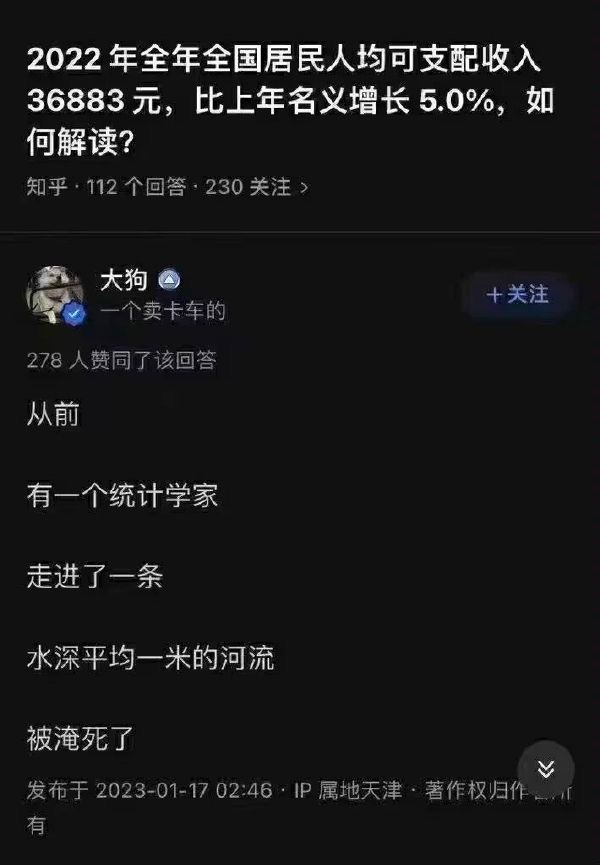 2022 年全年全国居民人均可支配收入
36883 元，比上年名义增长 5.0%，如
何解读？
知乎 · 112 个回答 · 230 关注 >
大狗
一个卖卡车的
+关注
278 人赞同了该回答
从前
有一个统计学家
走进了一条
水深平均一米的河流
被淹死了
发布于 2023-01-17 02:46 · IP 属地天津 · 著作权归作者所
有